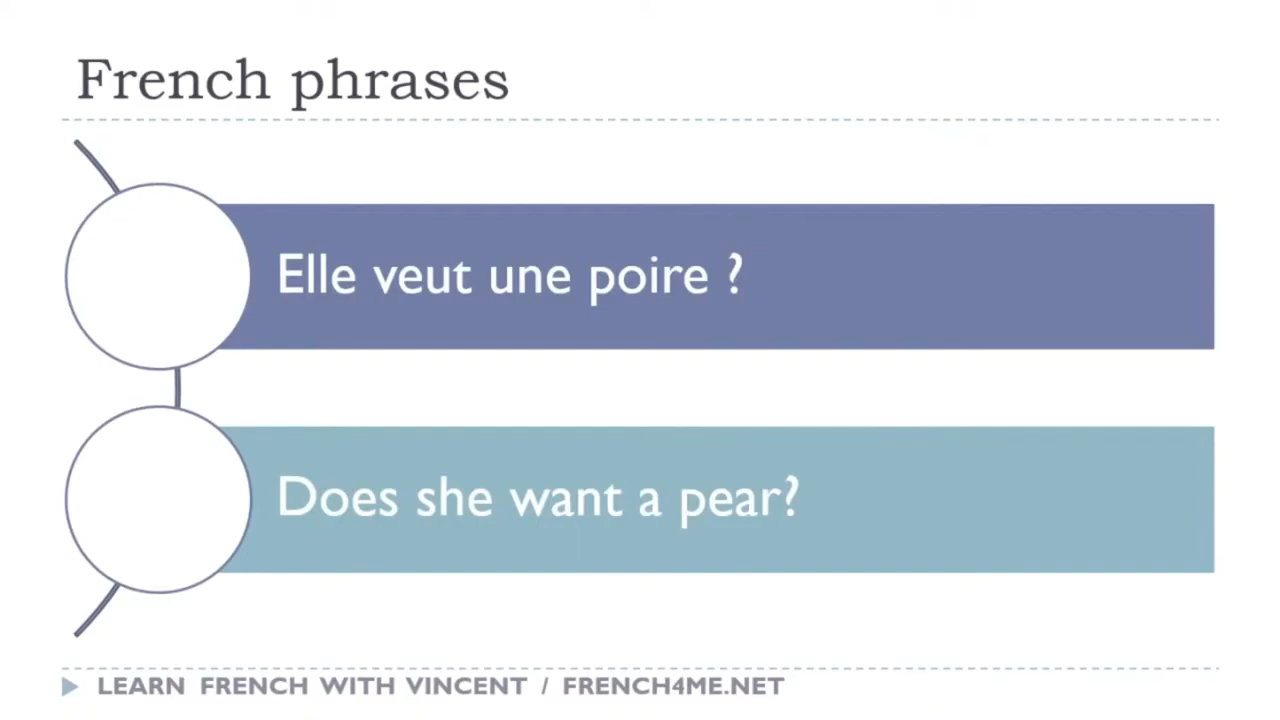 French phrases
Elle veut une poire ?
Does she want a pear?
LEARN FRENCH WITH VINCENT / FRENCH4ME.NET